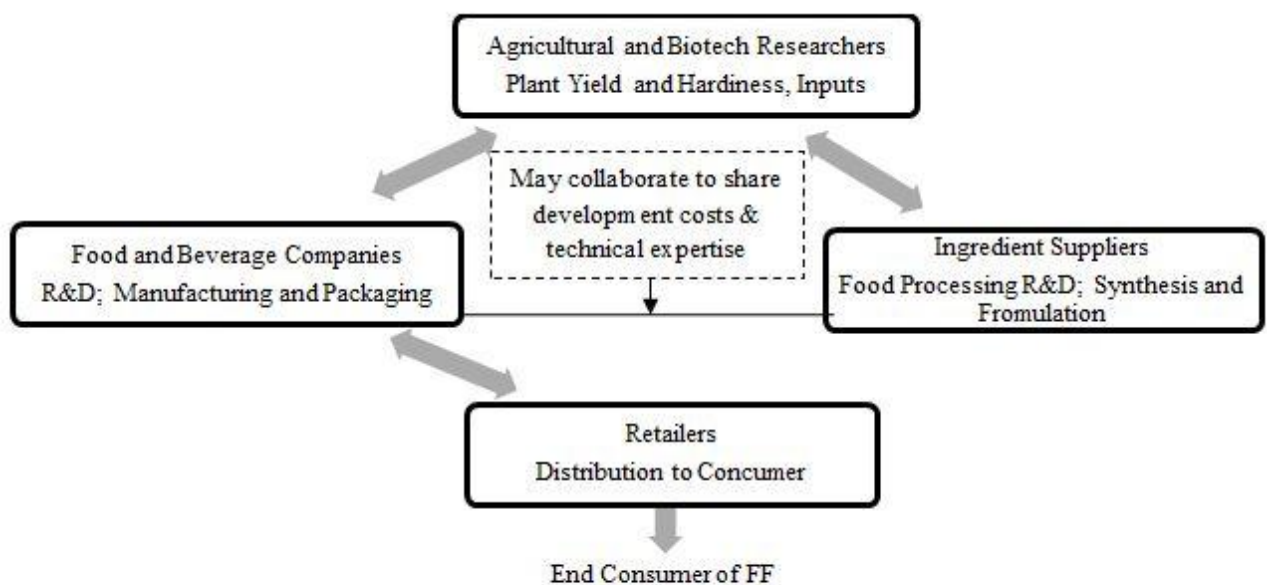 Agricultural and Biotech Researchers
Plant Yield and Hardiness, Inputs
May collaborate to share
development costs &
technical expertise
Food and Beverage Companies
R&D; Manufacturing and Packaging
Ingredient Suppliers
Food Processing R&D; Synthesis and
Fromulation
Retailers
Distribution to Concumer
End Consumer of FF